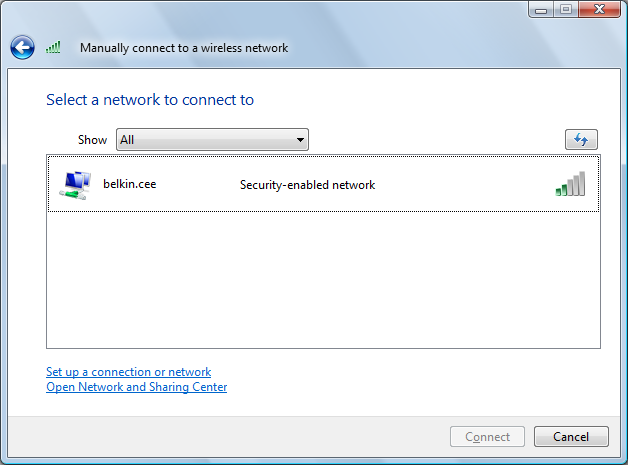 Manually connect to a wireless network
Select a network to connect to
Show All
belkin.cee Security-enabled network
Set up a connection or network
Open Network and Sharing Center
Connect Cancel